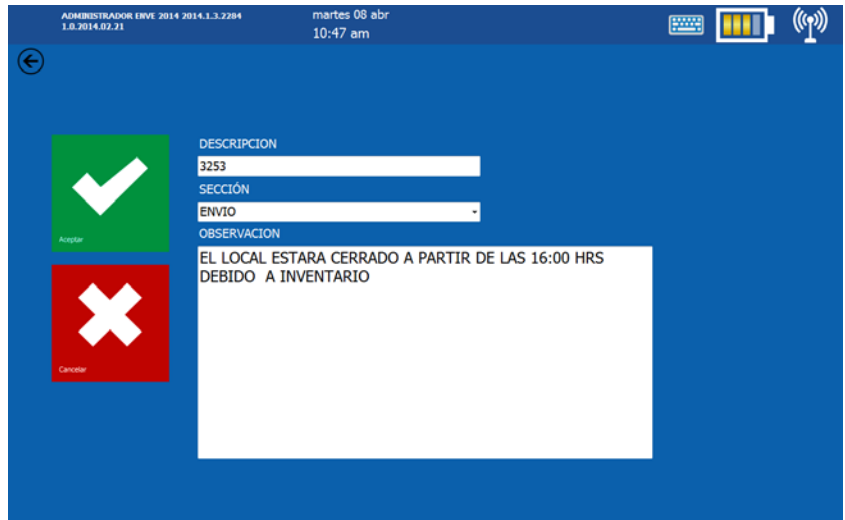 ADMINISTRADOR ENVE 2014 2014.1.3.2284
1.0.2014.02.21
martes 08 abr
10:47 am
DESCRIPCION
3253
SECCIÓN
ENVIO
OBSERVACION
EL LOCAL ESTARA CERRADO A PARTIR DE LAS 16:00 HRS
DEBIDO  A INVENTARIO
Aceptar
Cancelar